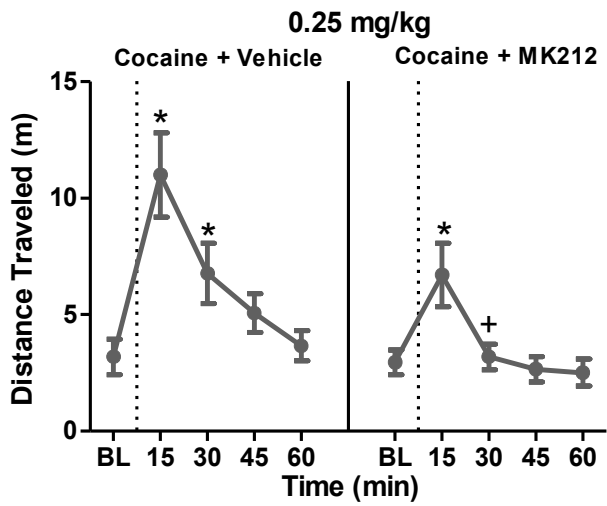 0.25 mg/kg
Cocaine + Vehicle
Cocaine + MK212
Distance Traveled (m)
15
10
5
0
*
*
*
+
BL 15 30 45 60
BL 15 30 45 60
Time (min)